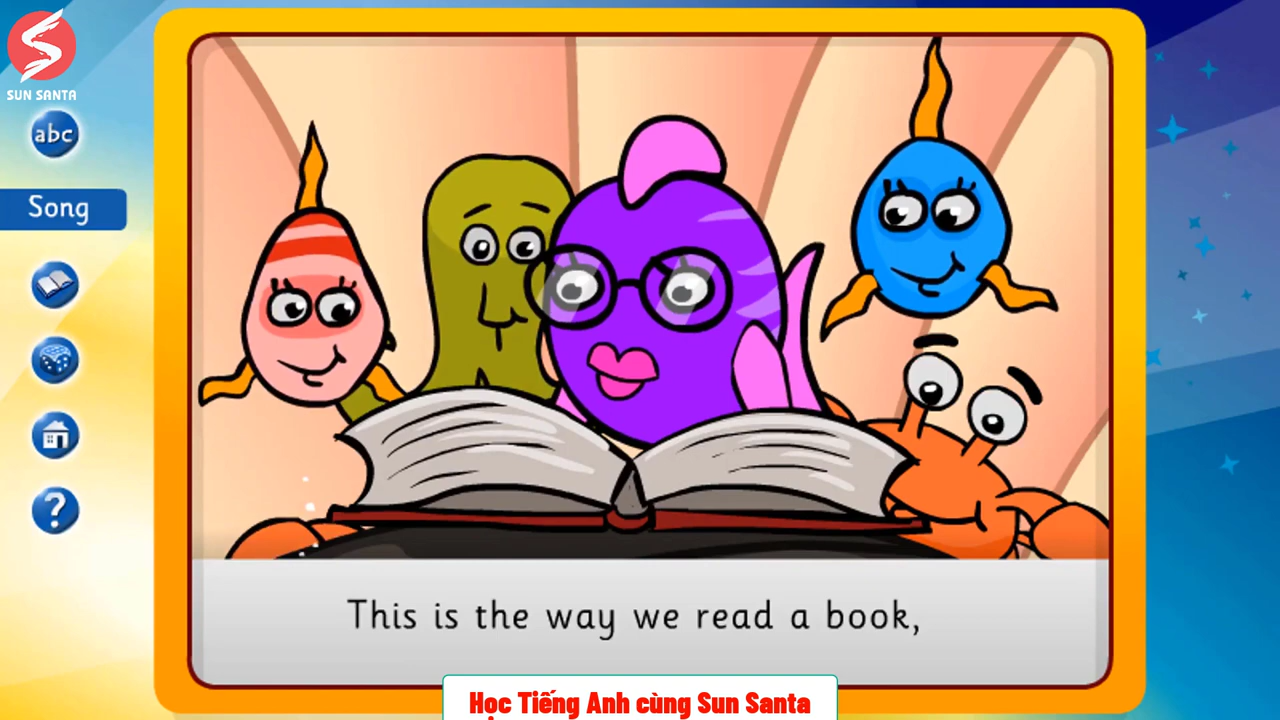 SUN SANTA
abc
Song
?
This is the way we read a book,
Học Tiếng Anh cùng Sun Santa